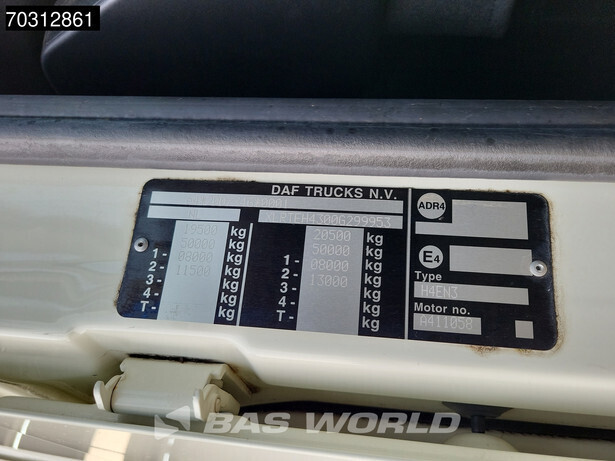 70312861
DAF TRUCKS N.V.
19500 kg 20500 kg
50000 kg 50000 kg
1- 08000 kg 1- 08000 kg
2- 11500 kg 2- 13000 kg
3- kg 3- kg
4- kg 4- kg
T- kg T- kg
ADR4
E4
Type
H4EN3
Motor no.
A411058
BAS WORLD